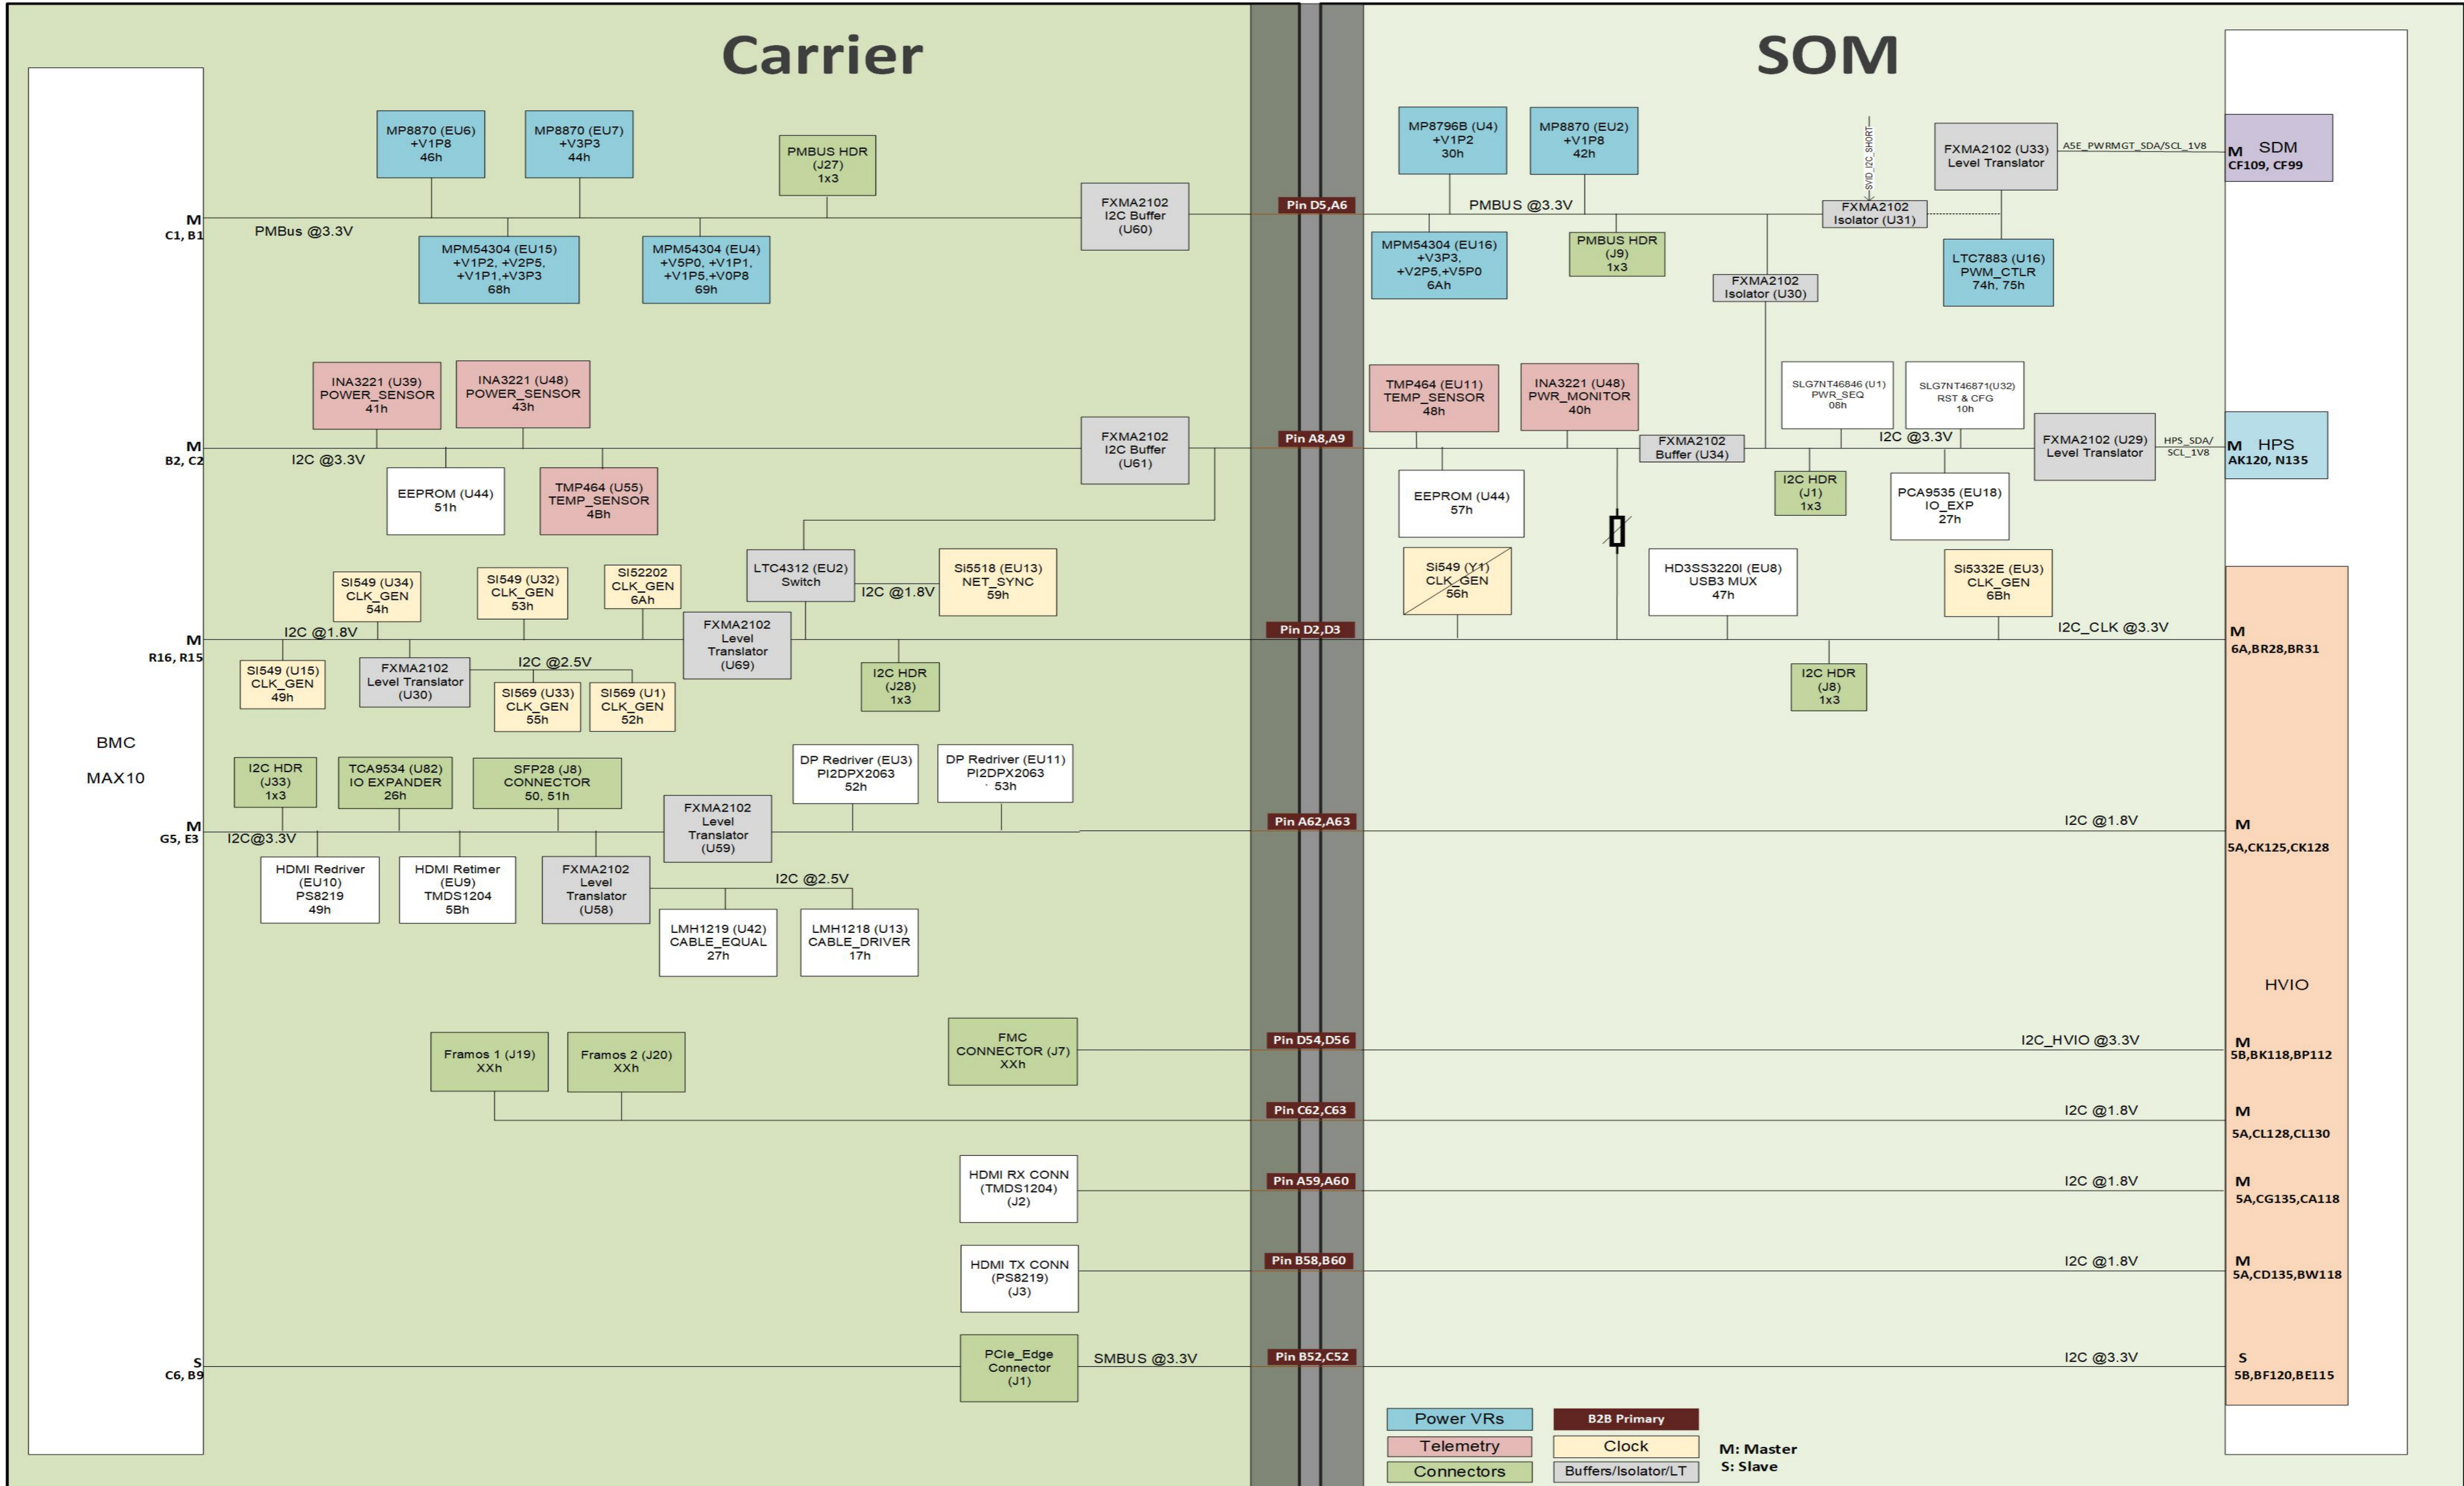 Carrier
SOM
MP8870 (EU6)
+V1P8
46h
MP8870 (EU7)
+V3P3
44h
PMBUS HDR
(J27)
1x3
FXMA2102
I2C Buffer
(U60)
M
C1, B1
PMBus @3.3V
MPM54304 (EU15)
+V1P2, +V2P5,
+V1P1,+V3P3
68h
MPM54304 (EU4)
+V5P0, +V1P1,
+V1P5,+V0P8
69h
Pin D5,A6
MP8796B (U4)
+V1P2
30h
MP8870 (EU2)
+V1P8
42h
PMBUS @3.3V
SVID_I2C_SHORT
FXMA2102
Isolator (U31)
FXMA2102 (U33)
Level Translator
ASE_PWRMGT_SDA/SCL_1V8
M SDM
CF109, CF99
MPM54304 (EU16)
+V3P3,
+V2P5,+V5P0
6Ah
PMBUS HDR
(J9)
1x3
FXMA2102
Isolator (U30)
LTC7883 (U16)
PWM_CTLR
74h, 75h
INA3221 (U39)
POWER_SENSOR
41h
INA3221 (U48)
POWER_SENSOR
43h
FXMA2102
I2C Buffer
(U61)
M
B2, C2
I2C @3.3V
EEPROM (U44)
51h
TMP464 (U55)
TEMP_SENSOR
4Bh
Pin A8,A9
TMP464 (EU11)
TEMP_SENSOR
48h
INA3221 (U48)
PWR_MONITOR
40h
FXMA2102
Buffer (U34)
SLG7NT46846 (U1)
PWR_SEQ
08h
SLG7NT46871(U32)
RST & CFG
10h
I2C @3.3V
FXMA2102 (U29)
Level Translator
HPS_SDA/
SCL_1V8
M HPS
AK120, N135
EEPROM (U44)
57h
I2C HDR
(J1)
1x3
PCA9535 (EU18)
IO_EXP
27h
SI549 (U34)
CLK_GEN
54h
SI549 (U32)
CLK_GEN
53h
SI52202
CLK_GEN
6Ah
LTC4312 (EU2)
Switch
I2C @1.8V
Si5518 (EU13)
NET_SYNC
59h
M
R16, R15
I2C @1.8V
SI549 (U15)
CLK_GEN
49h
FXMA2102
Level Translator
(U30)
I2C @2.5V
SI569 (U33)
CLK_GEN
55h
SI569 (U1)
CLK_GEN
52h
FXMA2102
Level
Translator
(U69)
I2C HDR
(J28)
1x3
Pin D2,D3
Si549 (Y1)
CLK_GEN
56h
HD3SS3220I (EU8)
USB3 MUX
47h
Si5332E (EU3)
CLK_GEN
6Bh
I2C_CLK @3.3V
M
6A,BR28,BR31
I2C HDR
(J8)
1x3
BMC
MAX10
I2C HDR
(J33)
1x3
TCA9534 (U82)
IO EXPANDER
26h
SFP28 (J8)
CONNECTOR
50, 51h
FXMA2102
Level
Translator
(U59)
DP Redriver (EU3)
PI2DPX2063
52h
DP Redriver (EU11)
PI2DPX2063
53h
M
G5, E3
I2C@3.3V
HDMI Redriver
(EU10)
PS8219
49h
HDMI Retimer
(EU9)
TMDS1204
5Bh
FXMA2102
Level
Translator
(U58)
I2C @2.5V
LMH1219 (U42)
CABLE_EQUAL
27h
LMH1218 (U13)
CABLE_DRIVER
17h
Pin A62,A63
I2C @1.8V
M
5A,CK125,CK128
HVIO
Framos 1 (J19)
XXh
Framos 2 (J20)
XXh
FMC
CONNECTOR (J7)
XXh
Pin D54,D56
I2C_HVIO @3.3V
M
5B,BK118,BP112
Pin C62,C63
I2C @1.8V
M
5A,CL128,CL130
HDMI RX CONN
(TMDS1204)
(J2)
Pin A59,A60
I2C @1.8V
M
5A,CG135,CA118
HDMI TX CONN
(PS8219)
(J3)
Pin B58,B60
I2C @1.8V
M
5A,CD135,BW118
S
C6, B9
PCIe_Edge
Connector
(J1)
SMBUS @3.3V
Pin B52,C52
I2C @3.3V
S
5B,BF120,BE115
Power VRs
B2B Primary
Telemetry
Clock
Connectors
Buffers/Isolator/LT
M: Master
S: Slave